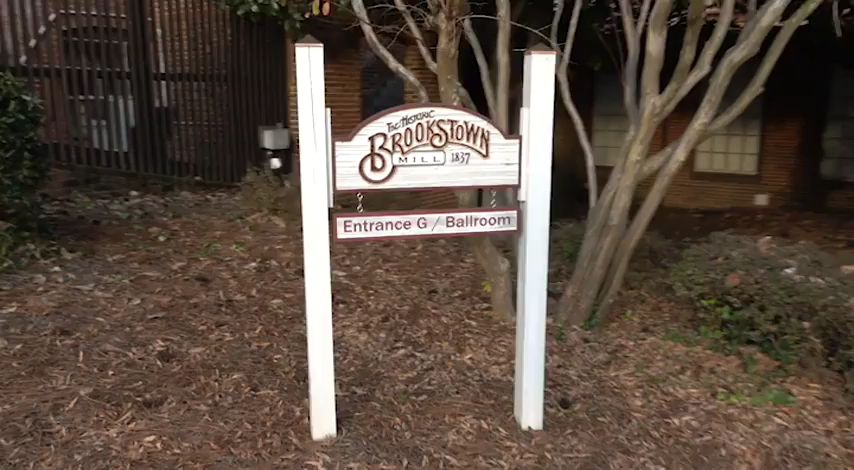 The Historic
BROOKSTOWN
MILL 1837
Entrance G / Ballroom